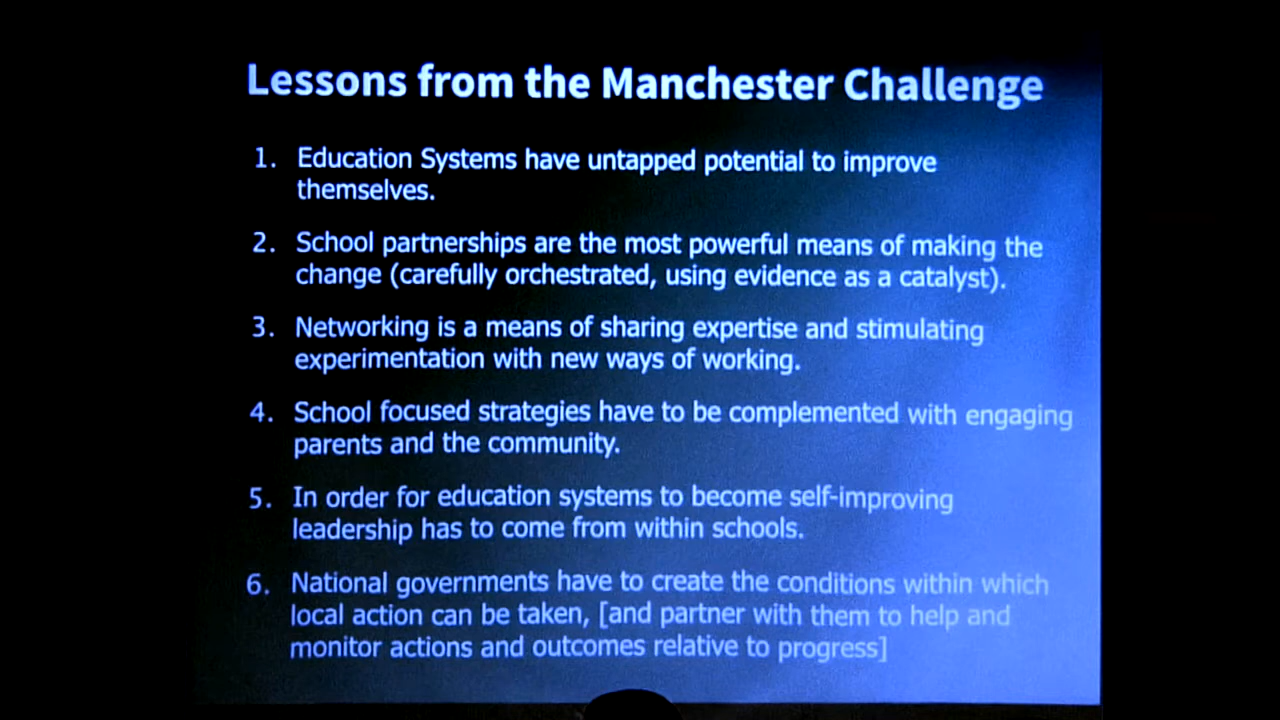 Lessons from the Manchester Challenge
1. Education Systems have untapped potential to improve
themselves.
2. School partnerships are the most powerful means of making the
change (carefully orchestrated, using evidence as a catalyst).
3. Networking is a means of sharing expertise and stimulating
experimentation with new ways of working.
4. School focused strategies have to be complemented with engaging
parents and the community.
5. In order for education systems to become self-improving
leadership has to come from within schools.
6. National governments have to create the conditions within which
local action can be taken, [and partner with them to help and
monitor actions and outcomes relative to progress]